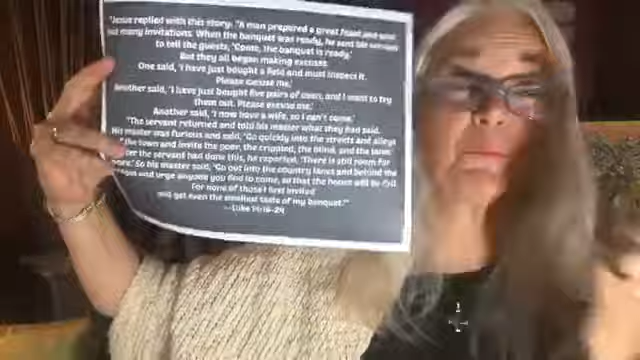 "Jesus replied with this story: "A man prepared a great feast and sent
out many invitations. When the banquet was ready, he sent his servant
to tell the guests, 'Come, the banquet is ready.'
But they all began making excuses.
One said, 'I have just bought a field and must inspect it.
Please excuse me.'
Another said, 'I have just bought five pairs of oxen, and I want to try
them out. Please excuse me.'
Another said, 'I now have a wife, so I can't come.'
"The servant returned and told his master what they had said.
His master was furious and said, 'Go quickly into the streets and alleys
of the town and invite the poor, the crippled, the blind, and the lame.'
After the servant had done this, he reported, 'There is still room for
more.' So his master said, 'Go out into the country lanes and behind the
hedges and urge anyone you find to come, so that the house will be full.
For none of those I first invited
will get even the smallest taste of my banquet.'"
—Luke 14:16-24